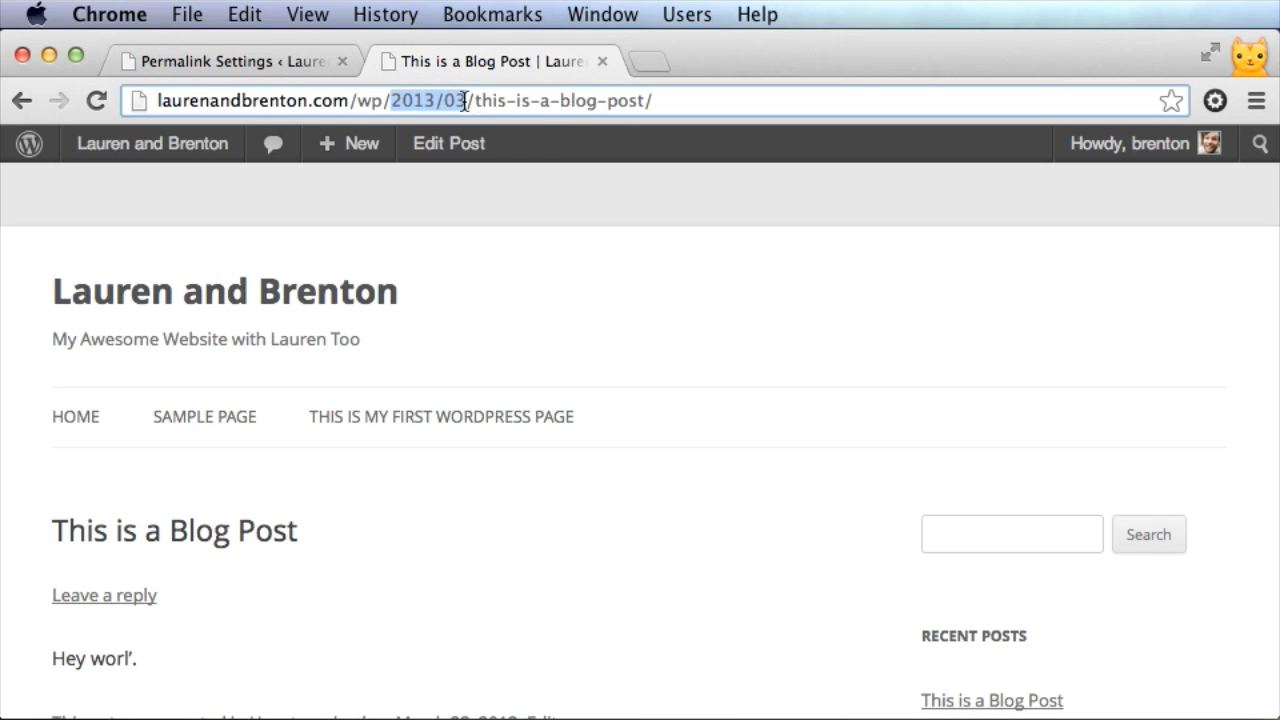 Chrome File Edit View History Bookmarks Window Users Help
Permalink Settings ‹ Laure
This is a Blog Post | Laure
laurenandbrenton.com/wp/2013/03/this-is-a-blog-post/
Lauren and Brenton
New
Edit Post
Howdy, brenton
Lauren and Brenton
My Awesome Website with Lauren Too
HOME SAMPLE PAGE THIS IS MY FIRST WORDPRESS PAGE
This is a Blog Post
Search
Leave a reply
RECENT POSTS
Hey worl’.
This is a Blog Post